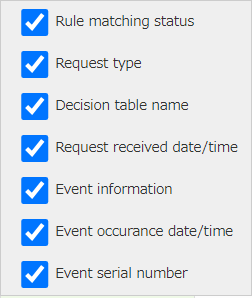 Rule matching status
Request type
Decision table name
Request received date/time
Event information
Event occurance date/time
Event serial number